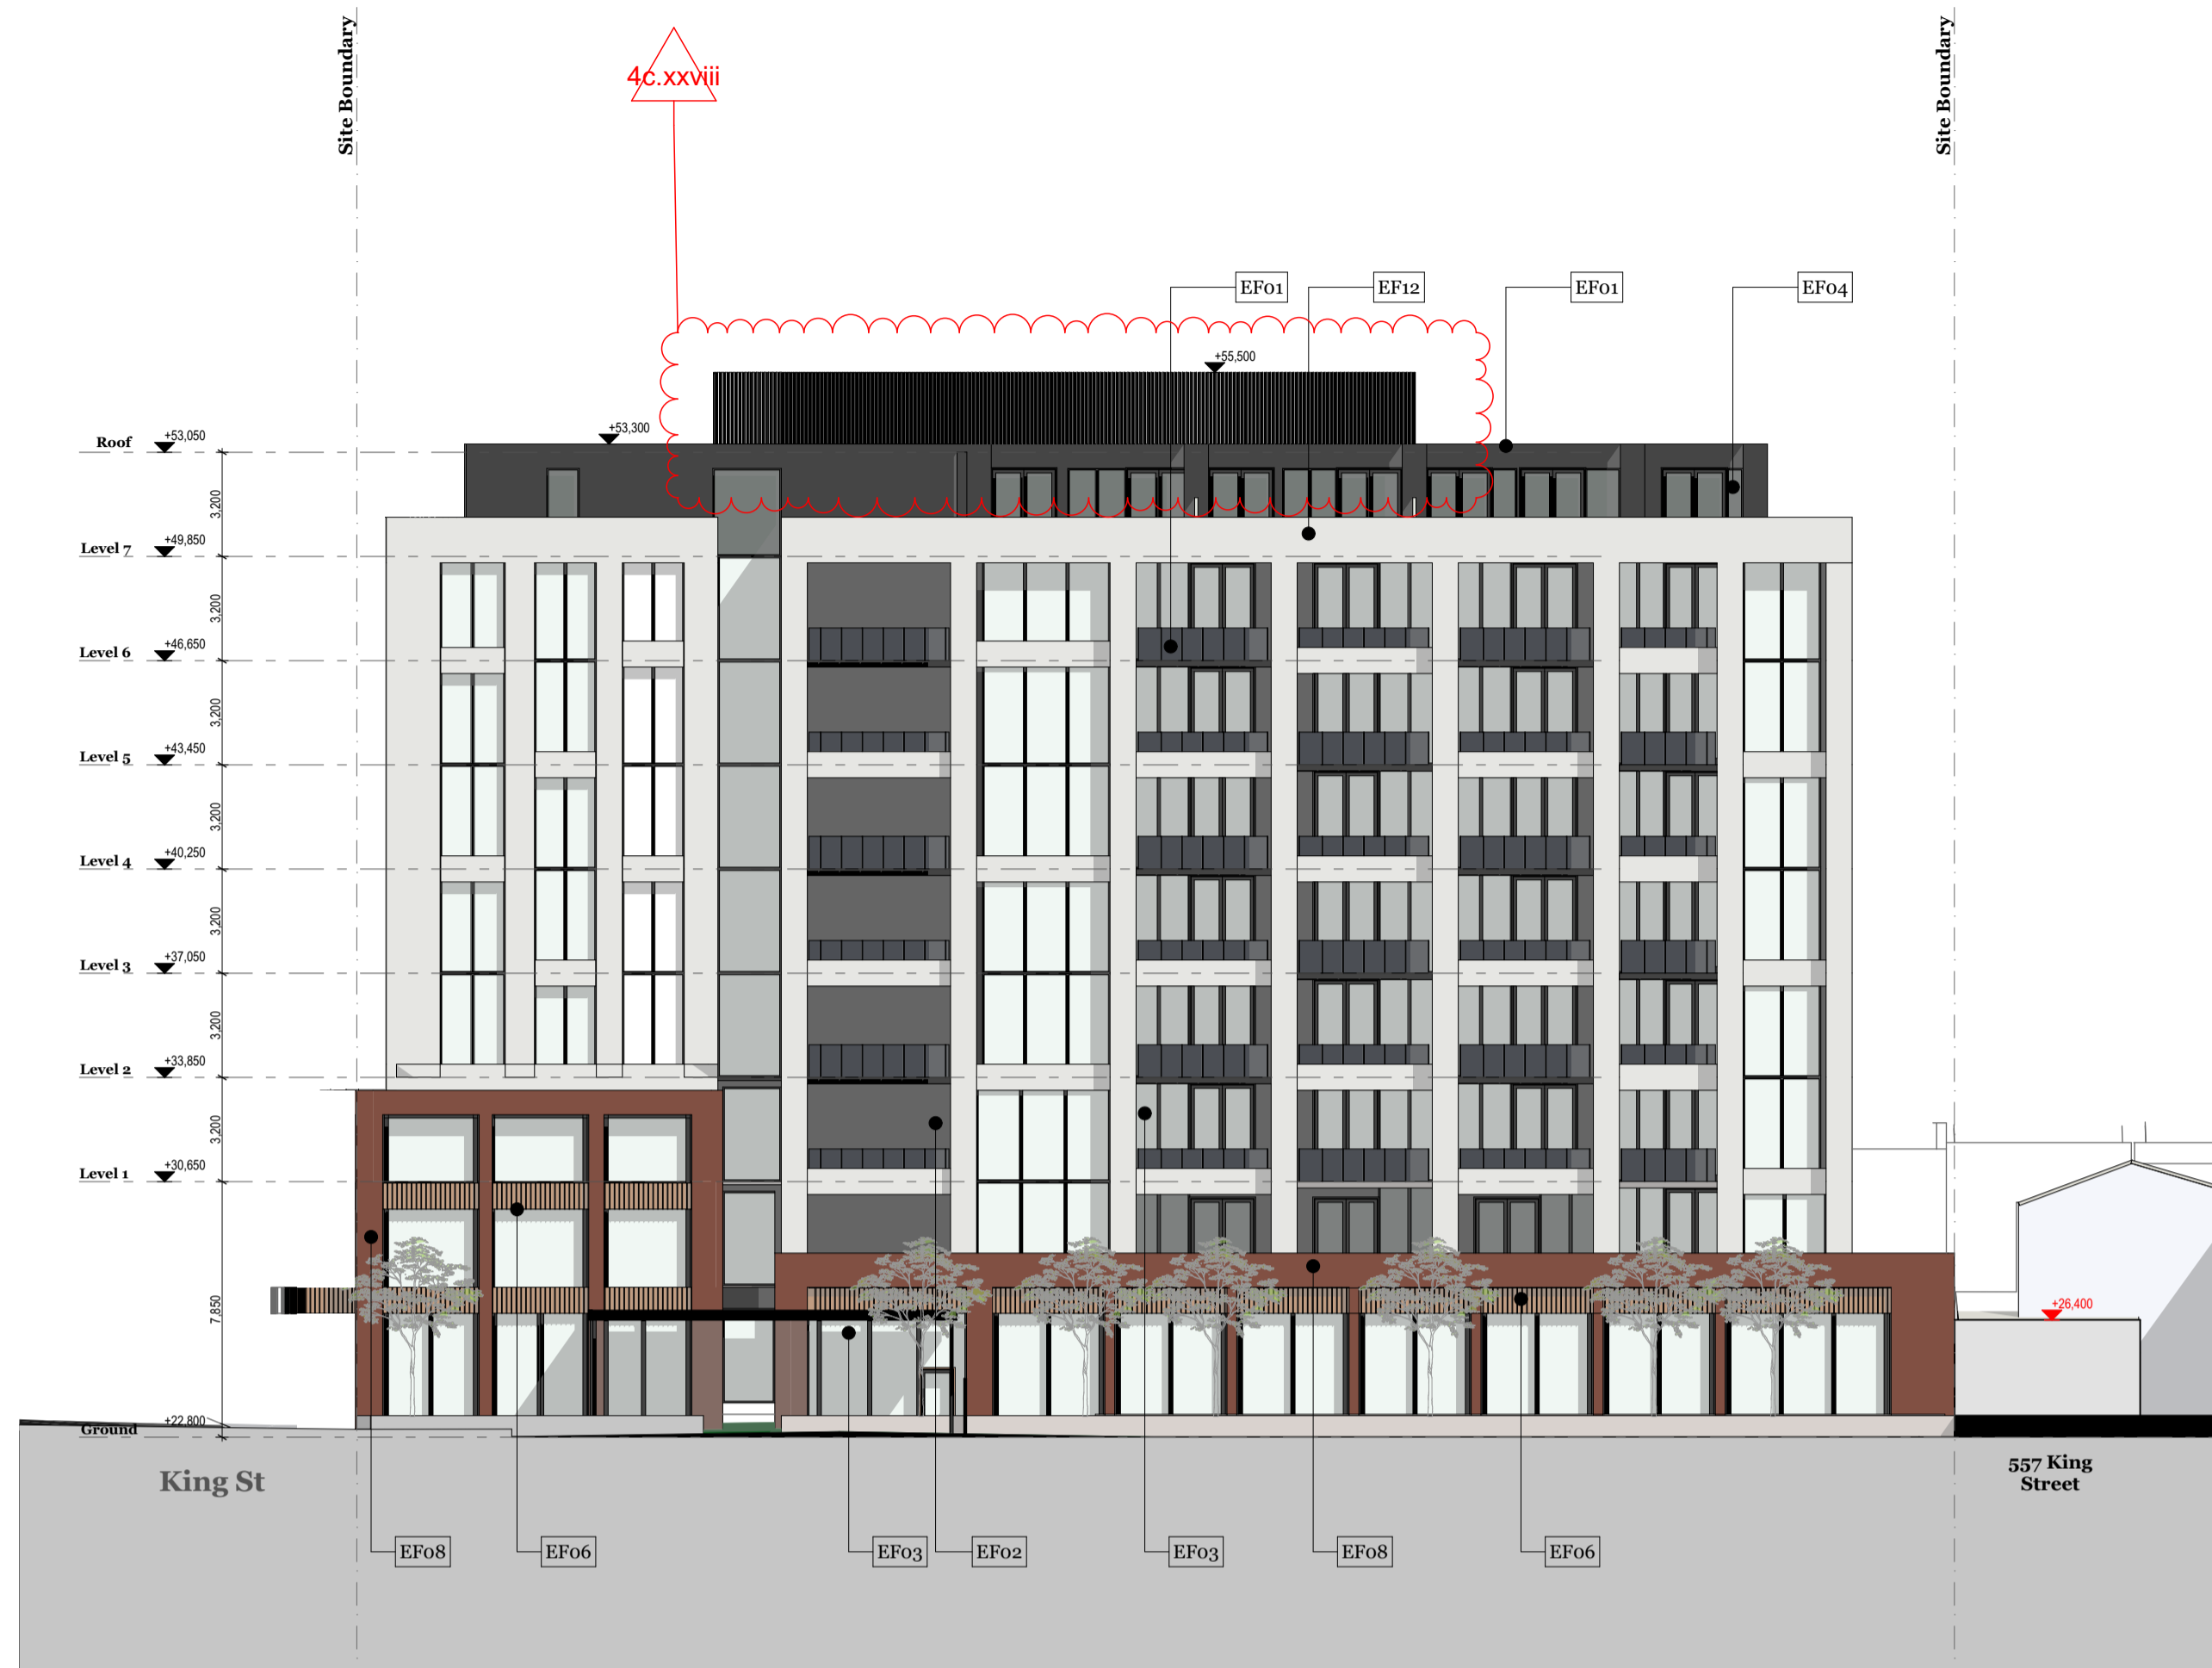 Site Boundary
Site Boundary
4c.xxviii
EF01
EF12
EF01
EF04
+55,500
+53,300
Roof
+53,050
3,200
Level 7
+49,850
3,200
Level 6
+46,650
3,200
Level 5
+43,450
3,200
Level 4
+40,250
3,200
Level 3
+37,050
3,200
Level 2
+33,850
3,200
Level 1
+30,650
7,850
+26,400
+22,800
Ground
King St
557 King
Street
EF08
EF06
EF03
EF02
EF03
EF08
EF06